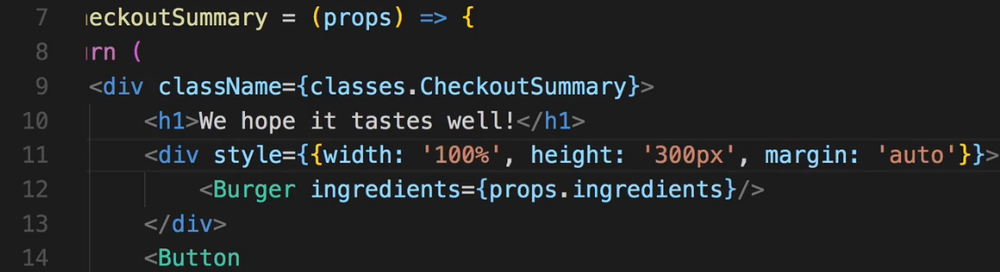 7 eckoutSummary = (props) => {
8 rn (
9 <div className={classes.CheckoutSummary}>
10 <h1>We hope it tastes well!</h1>
11 <div style={{width: '100%', height: '300px', margin: 'auto'}}>
12 <Burger ingredients={props.ingredients}/>
13 </div>
14 <Button